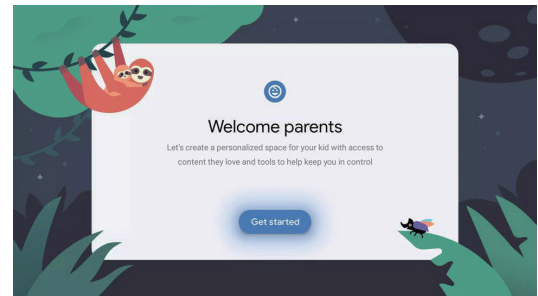 Welcome parents
Let's create a personalized space for your kid with access to
content they love and tools to help keep you in control
Get started